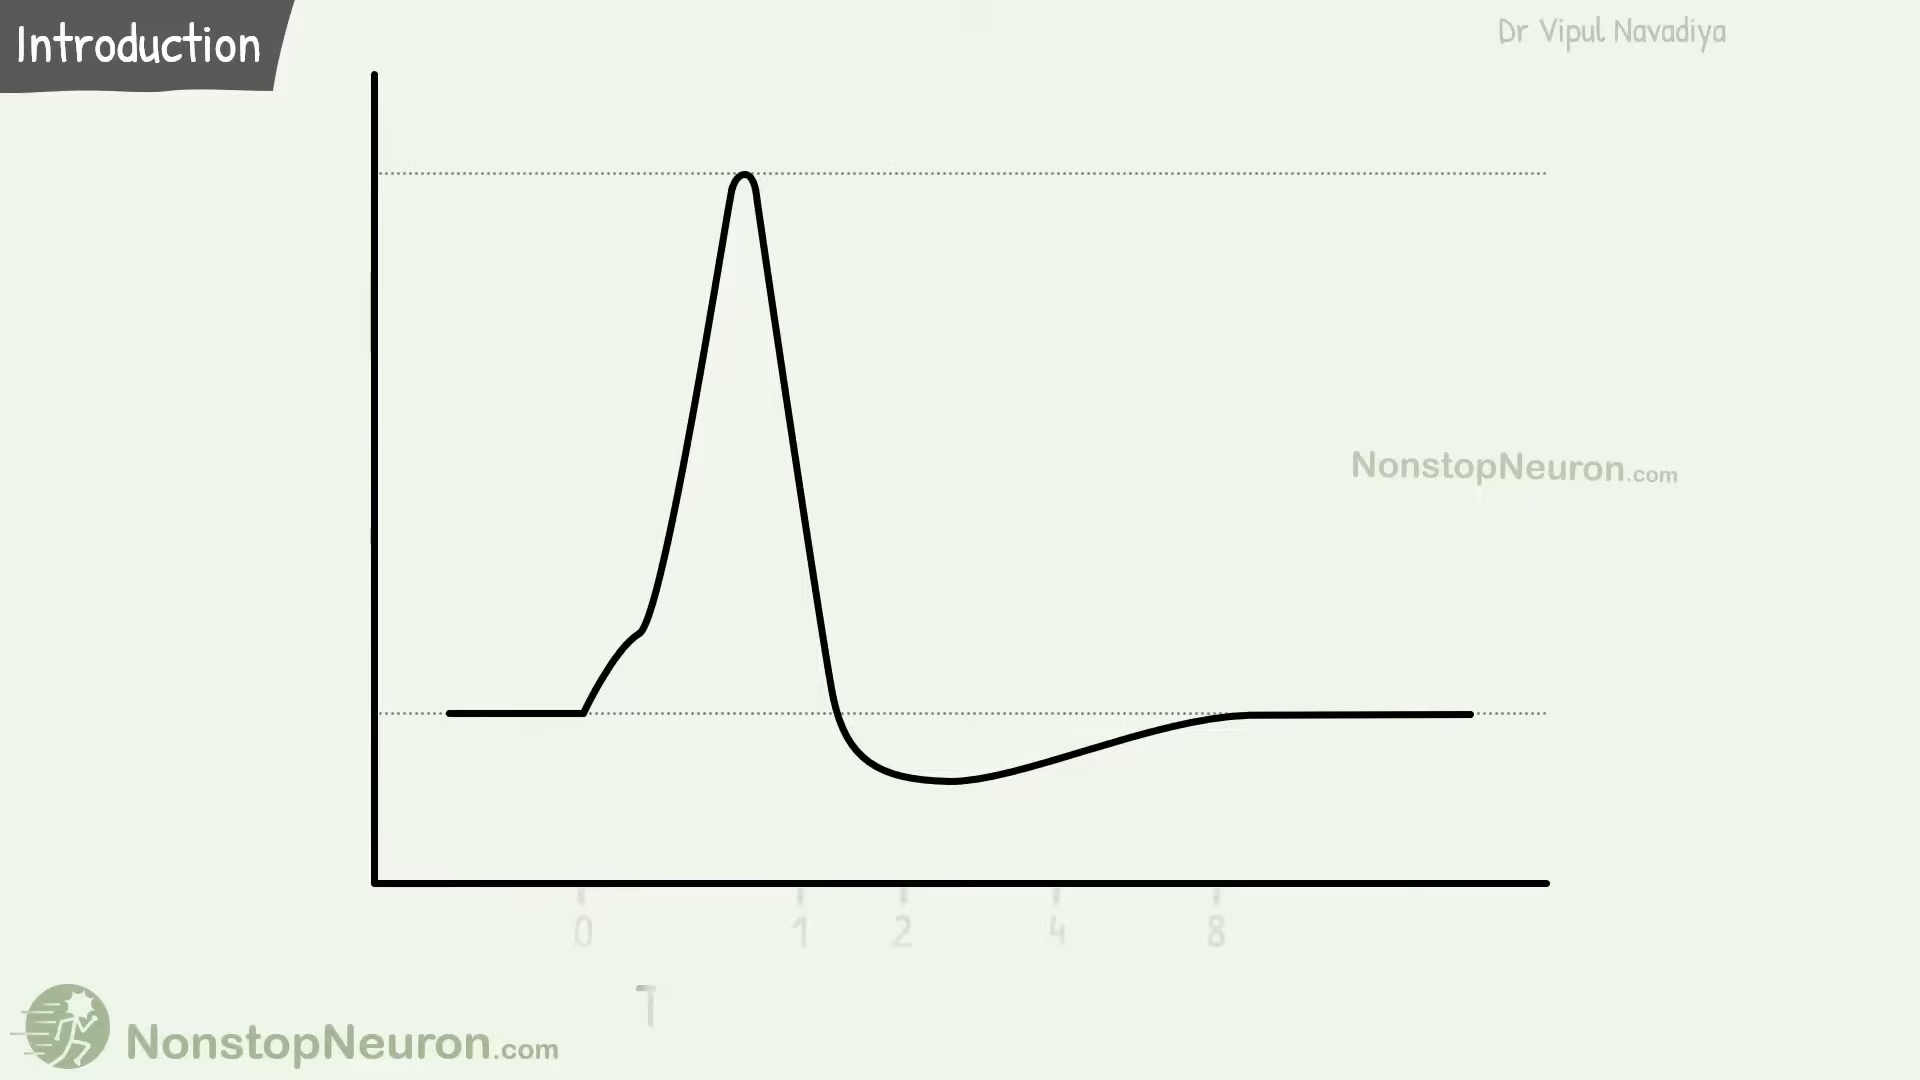 Introduction
Dr Vipul Navadiya
NonstopNeuron.com
0 1 2 4 8
T
NonstopNeuron.com